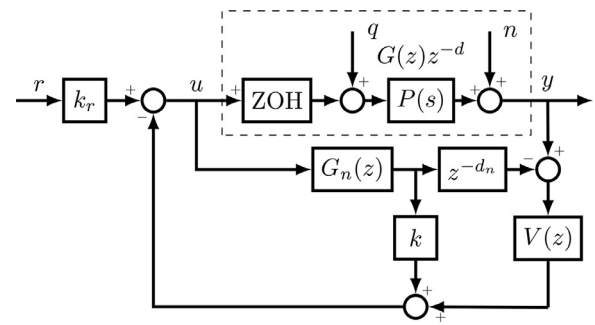 q
n
G(z)z^{-d}
r
k_r
+
−
u
+
ZOH
+
P(s)
+
+
y
G_n(z)
z^{-d_n}
−
+
k
V(z)
+
+